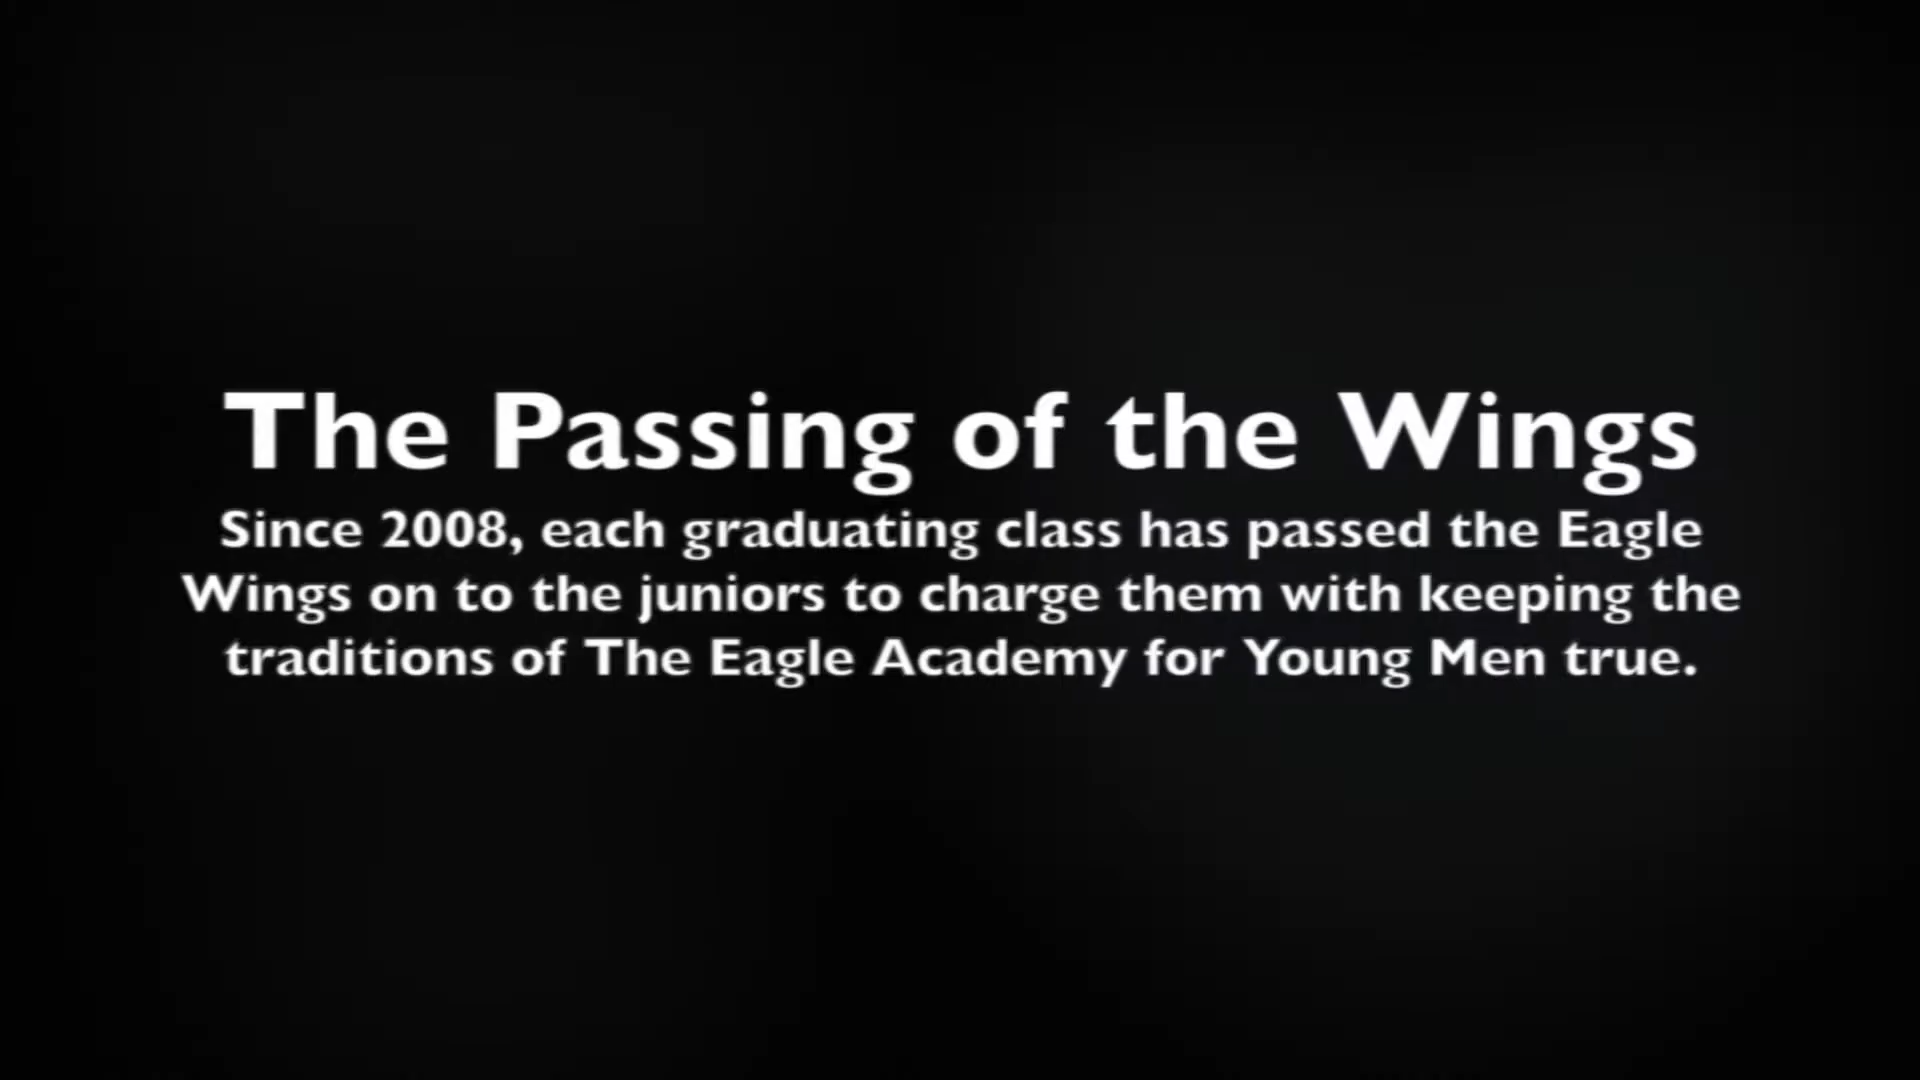 The Passing of the Wings
Since 2008, each graduating class has passed the Eagle
Wings on to the juniors to charge them with keeping the
traditions of The Eagle Academy for Young Men true.